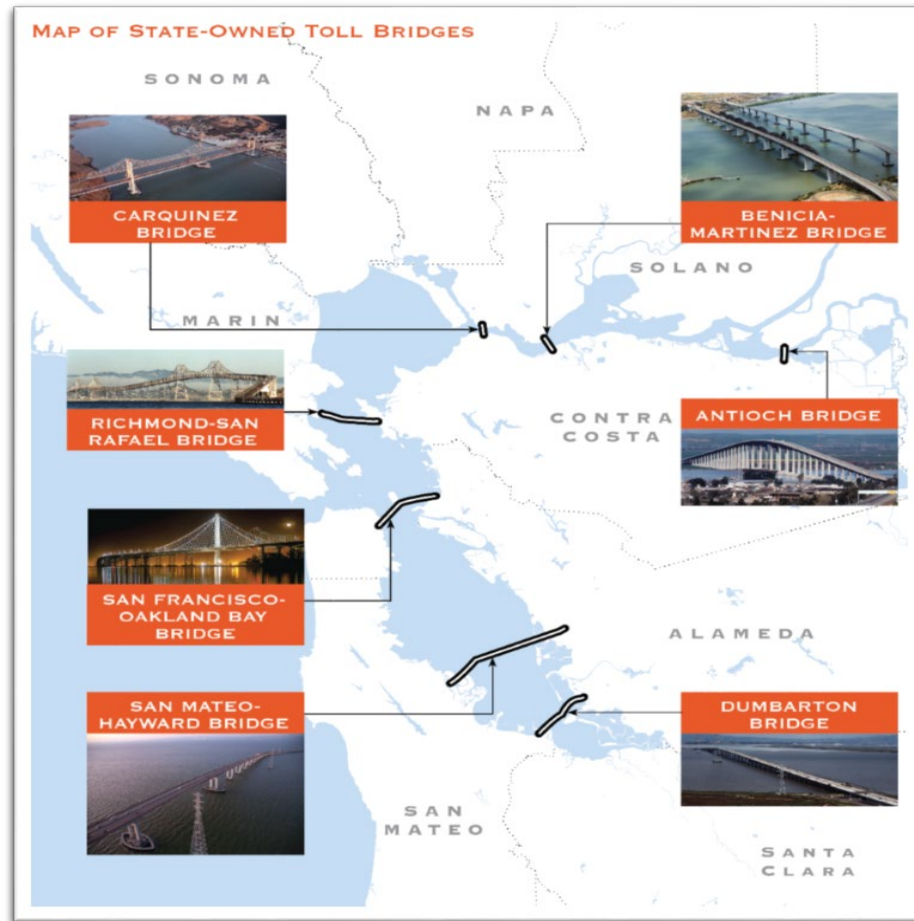 MAP OF STATE-OWNED TOLL BRIDGES
SONOMA
NAPA
CARQUINEZ
BRIDGE
BENICIA-
MARTINEZ BRIDGE
SOLANO
MARIN
RICHMOND-SAN
RAFAEL BRIDGE
CONTRA
COSTA
ANTIOCH BRIDGE
SAN FRANCISCO-
OAKLAND BAY
BRIDGE
ALAMEDA
SAN MATEO-
HAYWARD BRIDGE
DUMBARTON
BRIDGE
SAN
MATEO
SANTA
CLARA